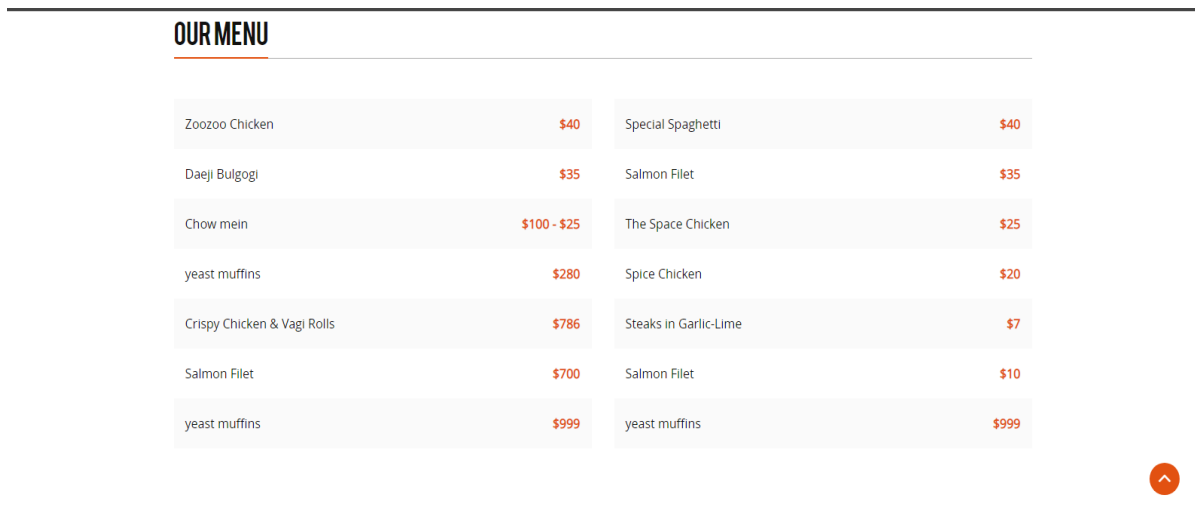 OUR MENU
Zoozoo Chicken $40
Daeji Bulgogi $35
Chow mein $100 - $25
yeast muffins $280
Crispy Chicken & Vagi Rolls $786
Salmon Filet $700
yeast muffins $999
Special Spaghetti $40
Salmon Filet $35
The Space Chicken $25
Spice Chicken $20
Steaks in Garlic-Lime $7
Salmon Filet $10
yeast muffins $999